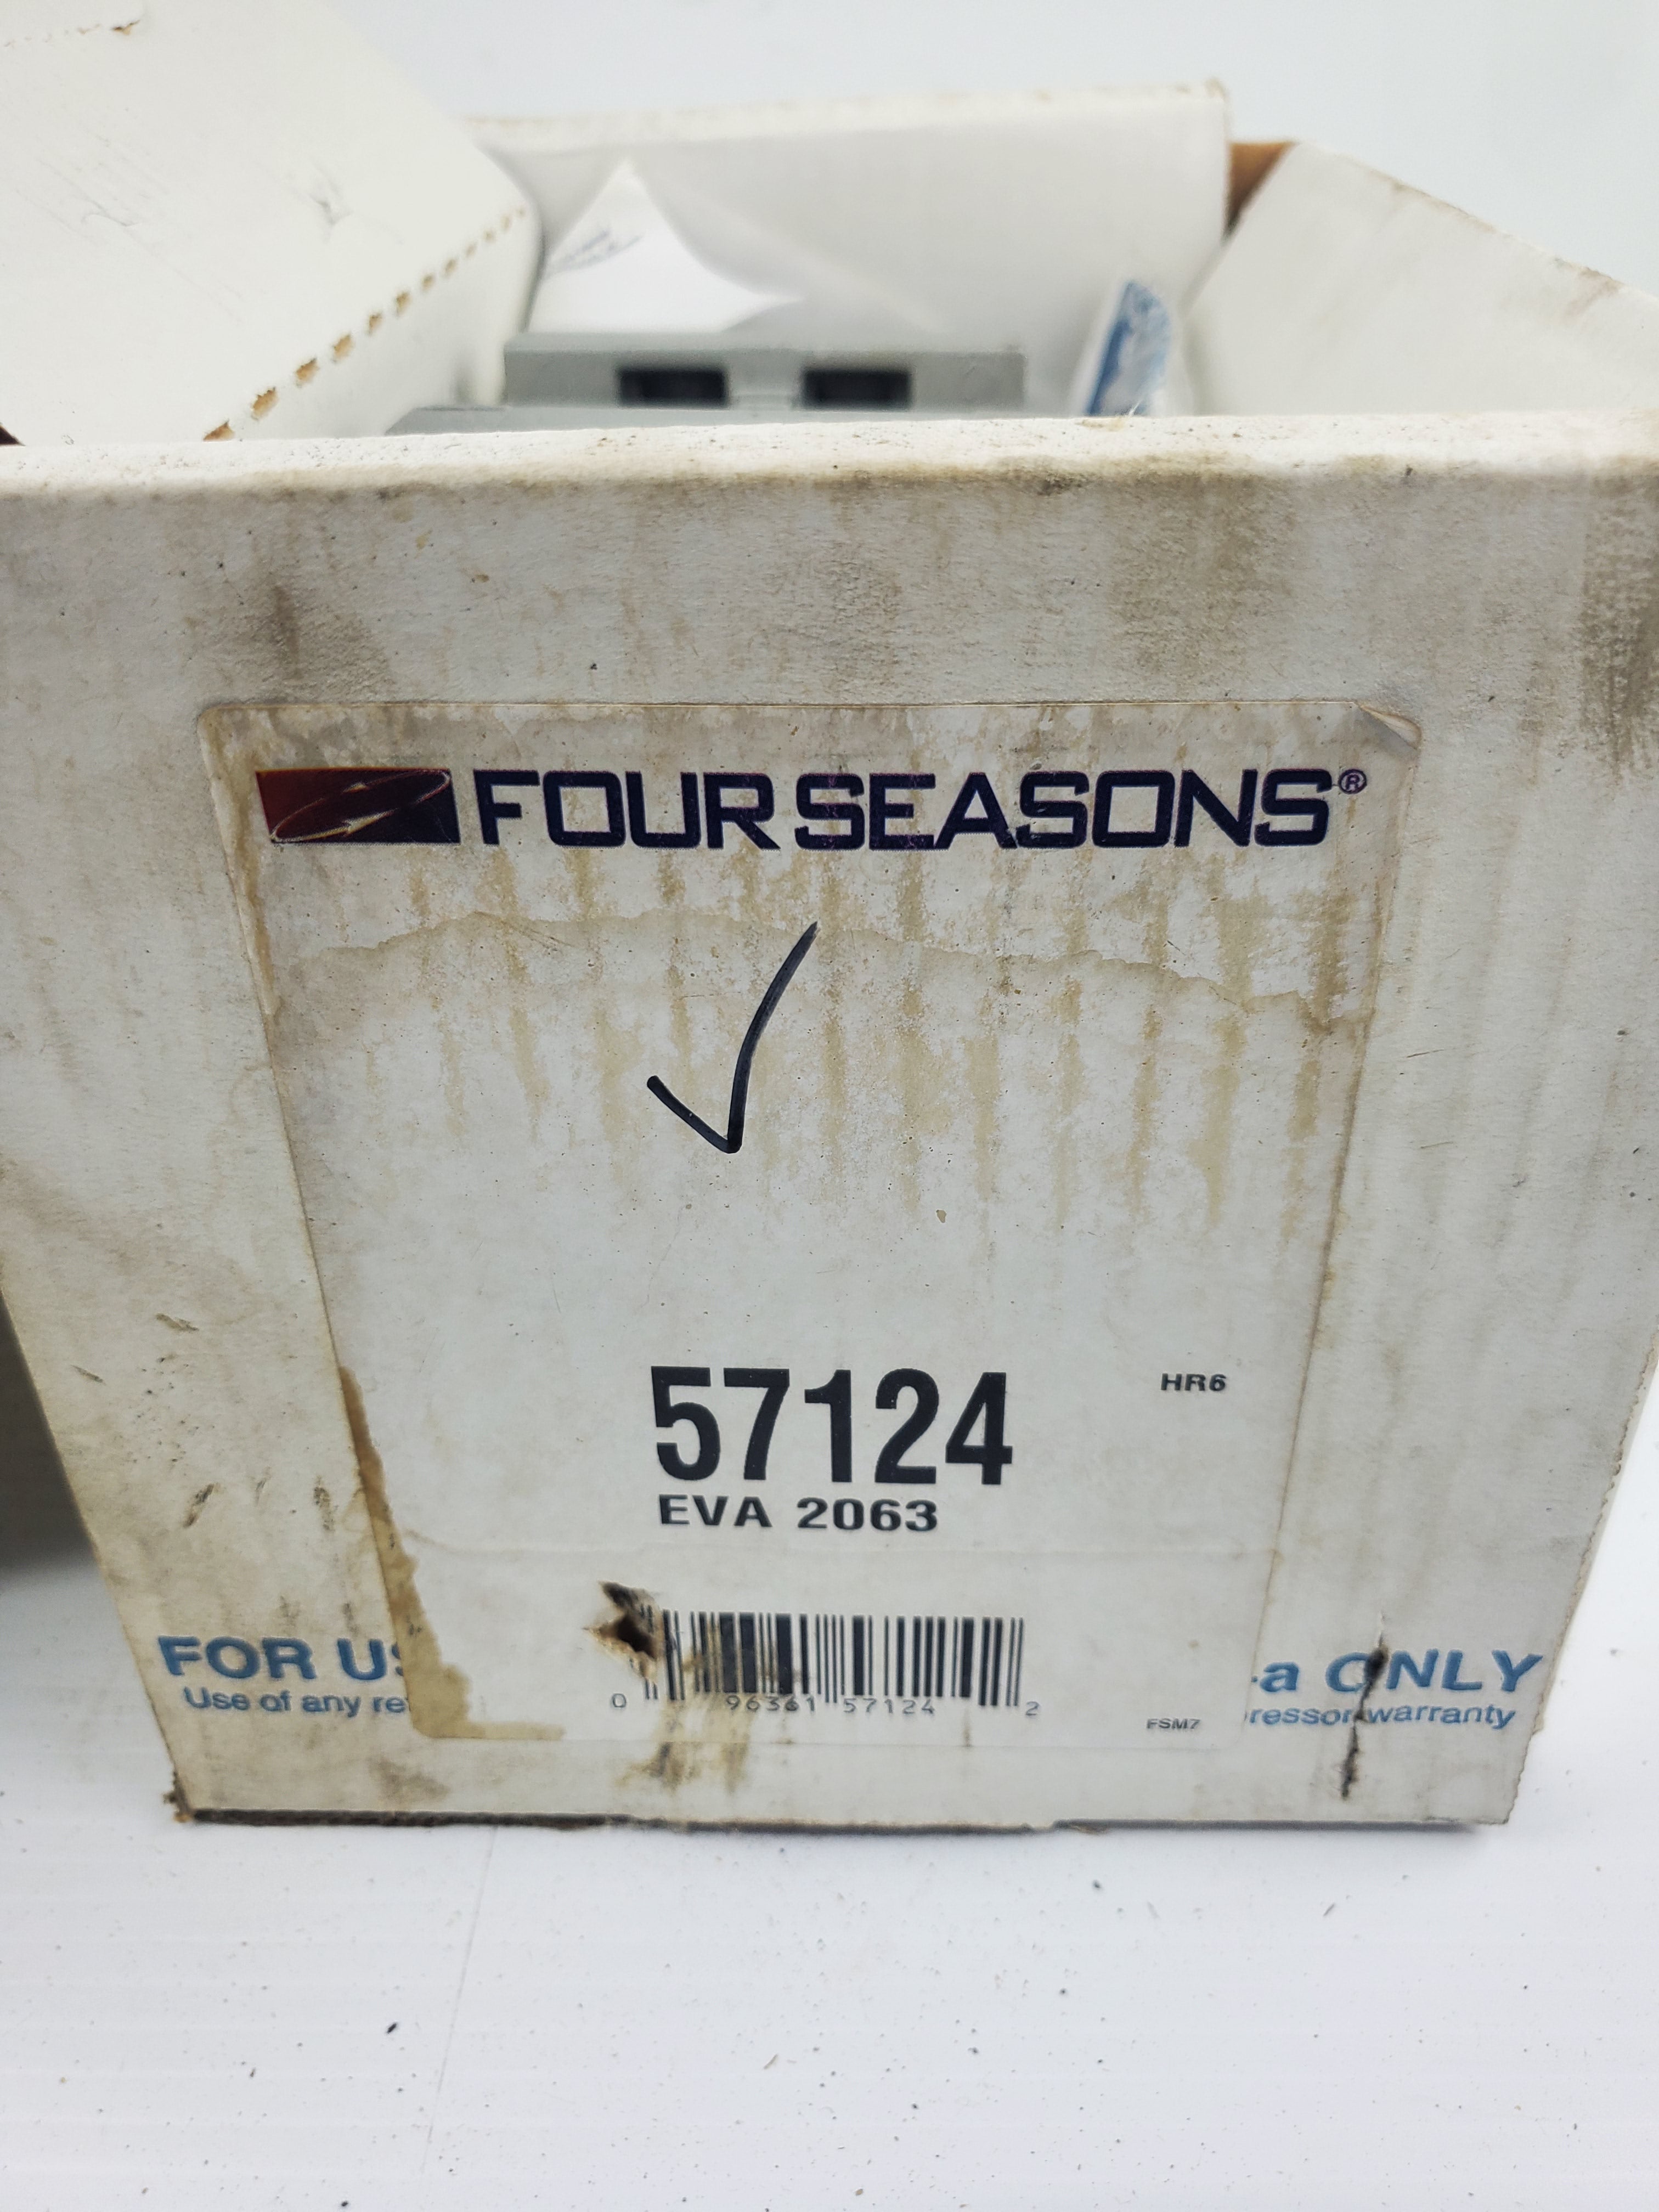 FOUR SEASONS®
57124
HR6
EVA 2063
FOR US -a ONLY
Use of any re ressor warranty
0 96361 57124 2
FSM7